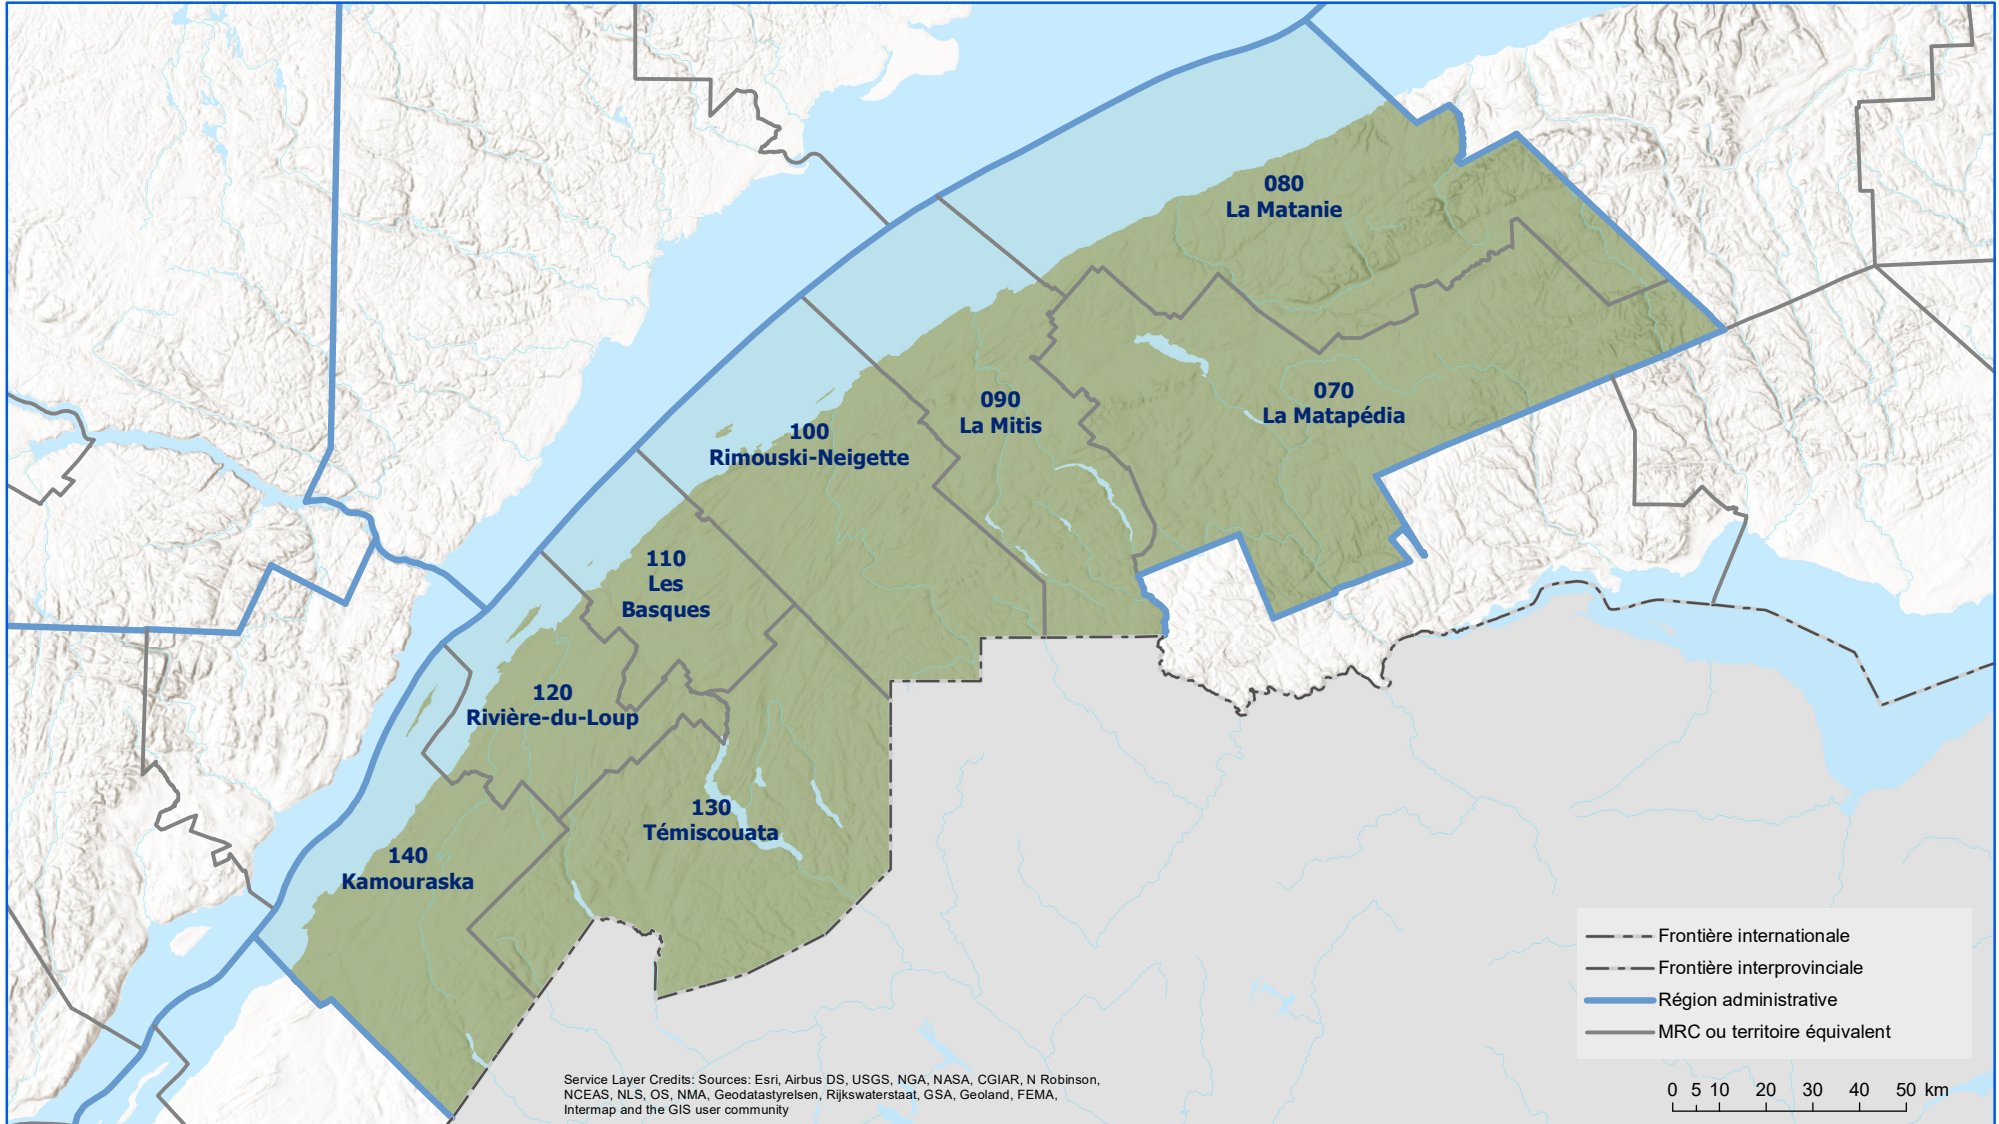 080
La Matanie
070
La Matapédia
090
La Mitis
100
Rimouski-Neigette
110
Les
Basques
120
Rivière-du-Loup
130
Témiscouata
140
Kamouraska
Frontière internationale
Frontière interprovinciale
Région administrative
MRC ou territoire équivalent
0 5 10 20 30 40 50 km
Service Layer Credits: Sources: Esri, Airbus DS, USGS, NGA, NASA, CGIAR, N Robinson,
NCEAS, NLS, OS, NMA, Geodatastyrelsen, Rijkswaterstaat, GSA, Geoland, FEMA,
Intermap and the GIS user community